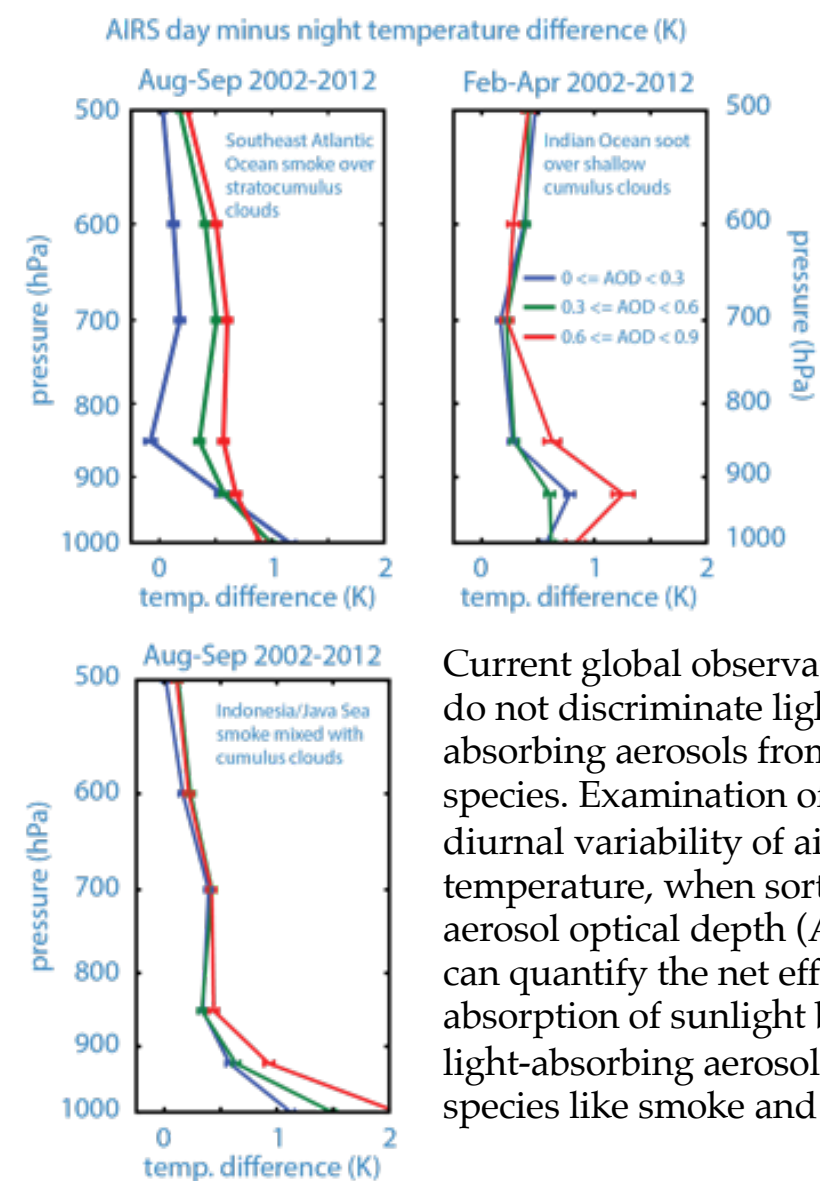 AIRS day minus night temperature difference (K)
Aug-Sep 2002-2012
500
600
700
800
900
1000
pressure (hPa)
Southeast Atlantic
Ocean smoke over
stratocumulus
clouds
0 1 2
temp. difference (K)
Feb-Apr 2002-2012
Indian Ocean soot
over shallow
cumulus clouds
0 <= AOD < 0.3
0.3 <= AOD < 0.6
0.6 <= AOD < 0.9
500
600
700
800
900
1000
pressure (hPa)
0 1 2
temp. difference (K)
Aug-Sep 2002-2012
500
600
700
800
900
1000
pressure (hPa)
Indonesia/Java Sea
smoke mixed with
cumulus clouds
0 1 2
temp. difference (K)
Current global observa
do not discriminate ligh
absorbing aerosols from
species. Examination of
diurnal variability of ai
temperature, when sort
aerosol optical depth (A
can quantify the net eff
absorption of sunlight b
light-absorbing aerosol
species like smoke and